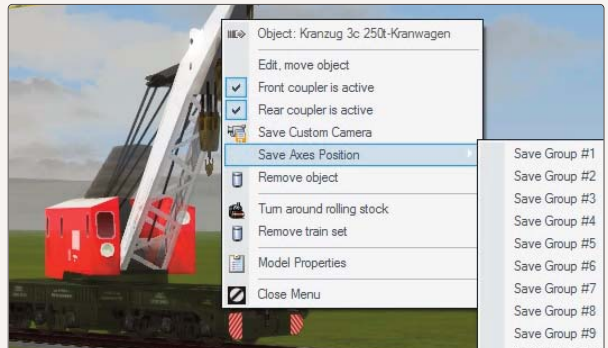 Object: Kranzug 3c 250t-Kranwagen
Edit, move object
Front coupler is active
Rear coupler is active
Save Custom Camera
Save Axes Position
Remove object
Turn around rolling stock
Remove train set
Model Properties
Close Menu
Save Group #1
Save Group #2
Save Group #3
Save Group #4
Save Group #5
Save Group #6
Save Group #7
Save Group #8
Save Group #9